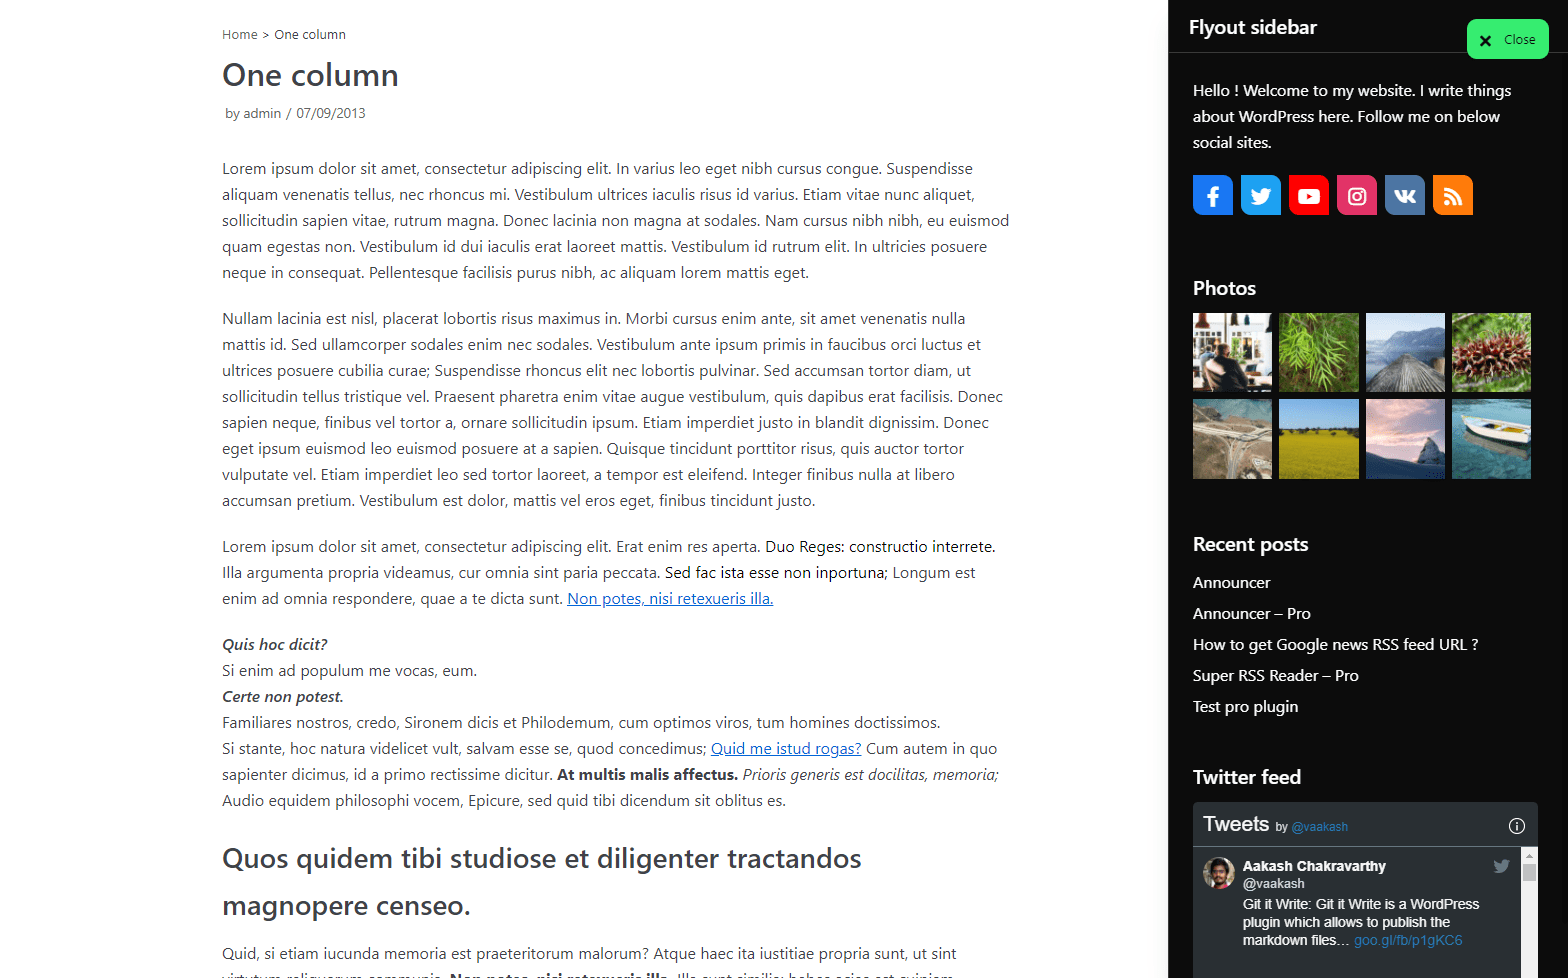 Home > One column
One column
by admin / 07/09/2013
Lorem ipsum dolor sit amet, consectetur adipiscing elit. In varius leo eget nibh cursus congue. Suspendisse
aliquam venenatis tellus, nec rhoncus mi. Vestibulum ultrices iaculis risus id varius. Etiam vitae nunc aliquet,
sollicitudin sapien vitae, rutrum magna. Donec lacinia non magna at sodales. Nam cursus nibh nibh, eu euismod
quam egestas non. Vestibulum id dui iaculis erat laoreet mattis. Vestibulum id rutrum elit. In ultricies posuere
neque in consequat. Pellentesque facilisis purus nibh, ac aliquam lorem mattis eget.
Nullam lacinia est nisl, placerat lobortis risus maximus in. Morbi cursus enim ante, sit amet venenatis nulla
mattis id. Sed ullamcorper sodales enim nec sodales. Vestibulum ante ipsum primis in faucibus orci luctus et
ultrices posuere cubilia curae; Suspendisse rhoncus elit nec lobortis pulvinar. Sed accumsan tortor diam, ut
sollicitudin tellus tristique vel. Praesent pharetra enim vitae augue vestibulum, quis dapibus erat facilisis. Donec
sapien neque, finibus vel tortor a, ornare sollicitudin ipsum. Etiam imperdiet justo in blandit dignissim. Donec
eget ipsum euismod leo euismod posuere at a sapien. Quisque tincidunt porttitor risus, quis auctor tortor
vulputate vel. Etiam imperdiet leo sed tortor laoreet, a tempor est eleifend. Integer finibus nulla at libero
accumsan pretium. Vestibulum est dolor, mattis vel eros eget, finibus tincidunt justo.
Lorem ipsum dolor sit amet, consectetur adipiscing elit. Erat enim res aperta. Duo Reges: constructio interrete.
Illa argumenta propria videamus, cur omnia sint paria peccata. Sed fac ista esse non inportuna; Longum est
enim ad omnia respondere, quae a te dicta sunt. Non potes, nisi retexueris illa.
Quis hoc dicit?
Si enim ad populum me vocas, eum.
Certe non potest.
Familiares nostros, credo, Sironem dicis et Philodemum, cum optimos viros, tum homines doctissimos.
Si stante, hoc natura videlicet vult, salvam esse se, quod concedimus; Quid me istud rogas? Cum autem in quo
sapienter dicimus, id a primo rectissime dicitur. At multis malis affectus. Prioris generis est docilitas, memoria;
Audio equidem philosophi vocem, Epicure, sed quid tibi dicendum sit oblitus es.
Quos quidem tibi studiose et diligenter tractandos
magnopere censeo.
Quid, si etiam iucunda memoria est praeteritorum malorum? Atque haec ita iustitiae propria sunt, ut sint
Flyout sidebar
Close
Hello ! Welcome to my website. I write things
about WordPress here. Follow me on below
social sites.
Photos
Recent posts
Announcer
Announcer – Pro
How to get Google news RSS feed URL ?
Super RSS Reader – Pro
Test pro plugin
Twitter feed
Tweets by @vaakash
Aakash Chakravarthy
@vaakash
Git it Write: Git it Write is a WordPress
plugin which allows to publish the
markdown files… goo.gl/fb/p1gKC6